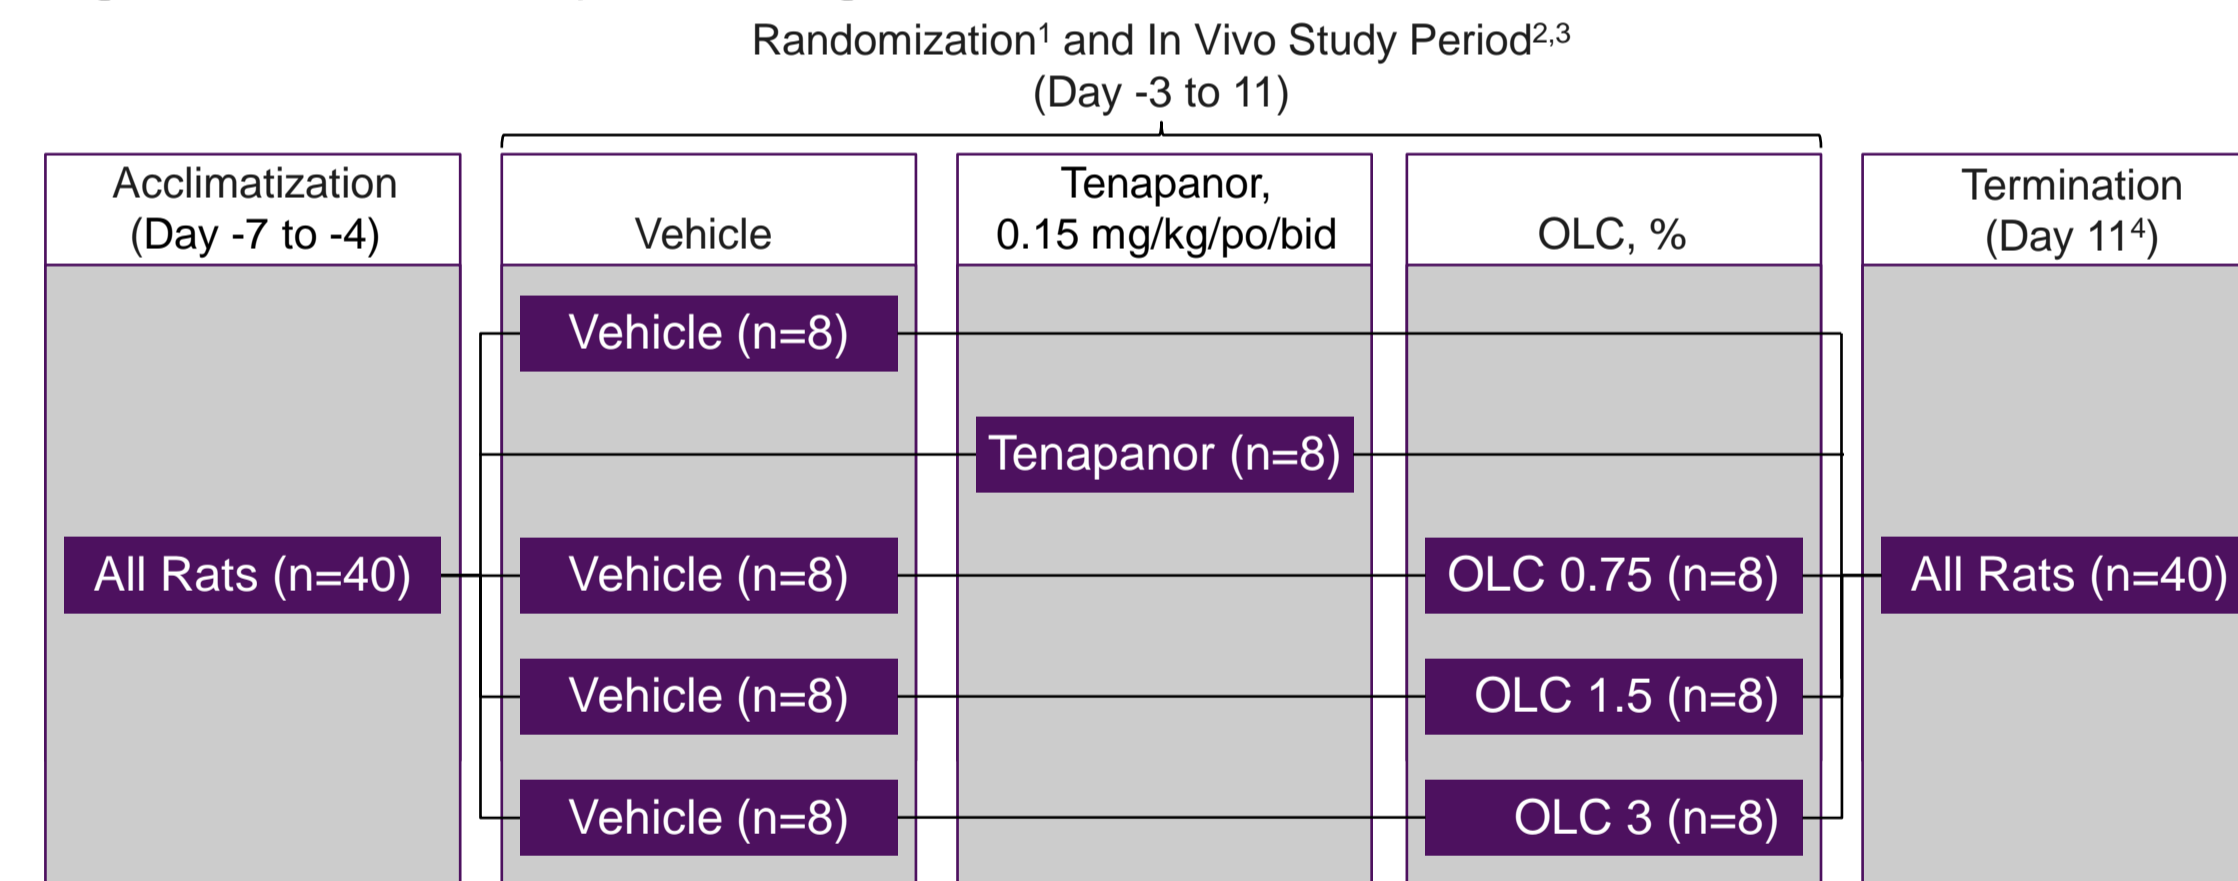 Randomization¹ and In Vivo Study Period²,³
(Day -3 to 11)
Acclimatization
(Day -7 to -4)
Vehicle
Tenapanor,
0.15 mg/kg/po/bid
OLC, %
Termination
(Day 11⁴)
Vehicle (n=8)
Tenapanor (n=8)
All Rats (n=40)
Vehicle (n=8)
OLC 0.75 (n=8)
All Rats (n=40)
Vehicle (n=8)
OLC 1.5 (n=8)
Vehicle (n=8)
OLC 3 (n=8)